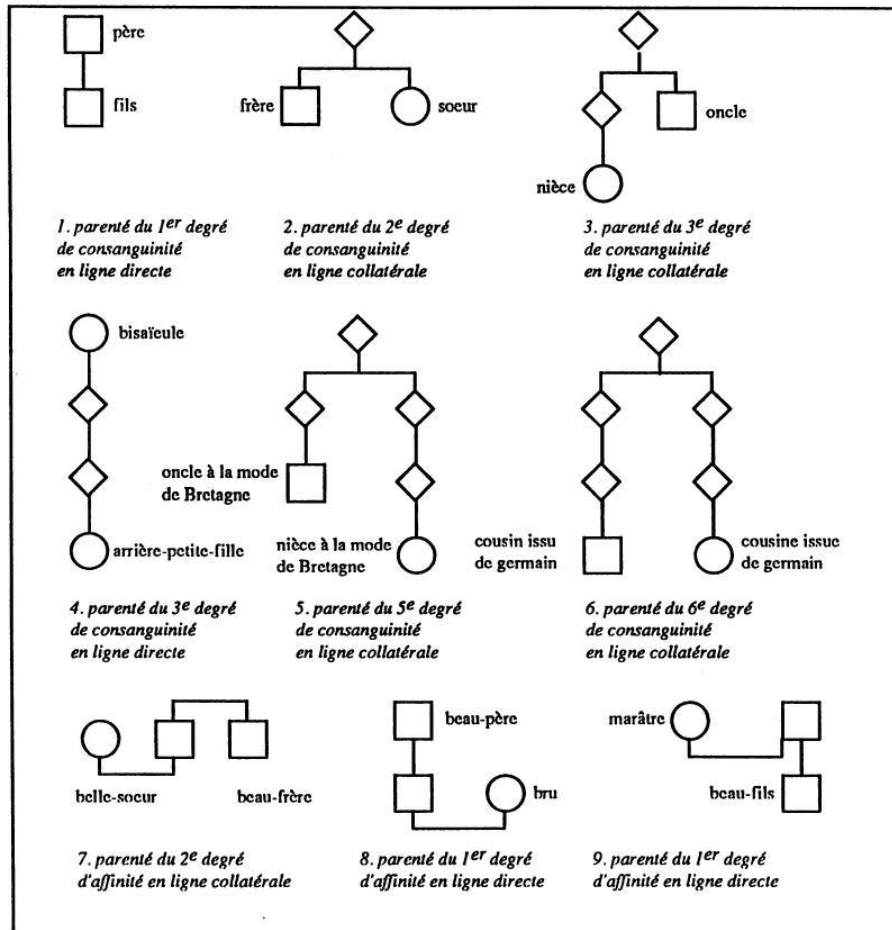 père
fils
frère
soeur
oncle
nièce
1. parenté du 1er degré
de consanguinité
en ligne directe
2. parenté du 2e degré
de consanguinité
en ligne collatérale
3. parenté du 3e degré
de consanguinité
en ligne collatérale
bisaïeule
arrière-petite-fille
oncle à la mode
de Bretagne
nièce à la mode
de Bretagne
cousin issu
de germain
cousine issue
de germain
4. parenté du 3e degré
de consanguinité
en ligne directe
5. parenté du 5e degré
de consanguinité
en ligne collatérale
6. parenté du 6e degré
de consanguinité
en ligne collatérale
belle-soeur
beau-frère
beau-père
bru
marâtre
beau-fils
7. parenté du 2e degré
d'affinité en ligne collatérale
8. parenté du 1er degré
d'affinité en ligne directe
9. parenté du 1er degré
d'affinité en ligne directe